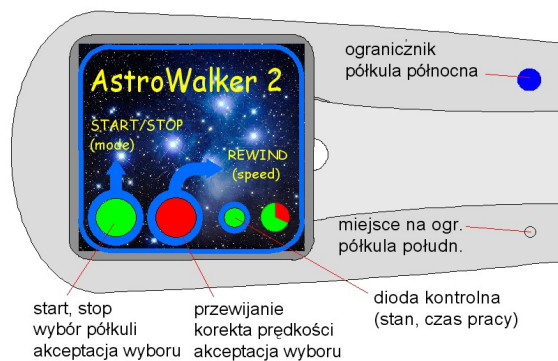 ogranicznik
półkula północna
AstroWalker 2
START/STOP
(mode)
REWIND
(speed)
miejsce na ogr.
półkula połudn.
start, stop
wybór półkuli
akceptacja wyboru
przewijanie
korekta prędkości
akceptacja wyboru
dioda kontrolna
(stan, czas pracy)